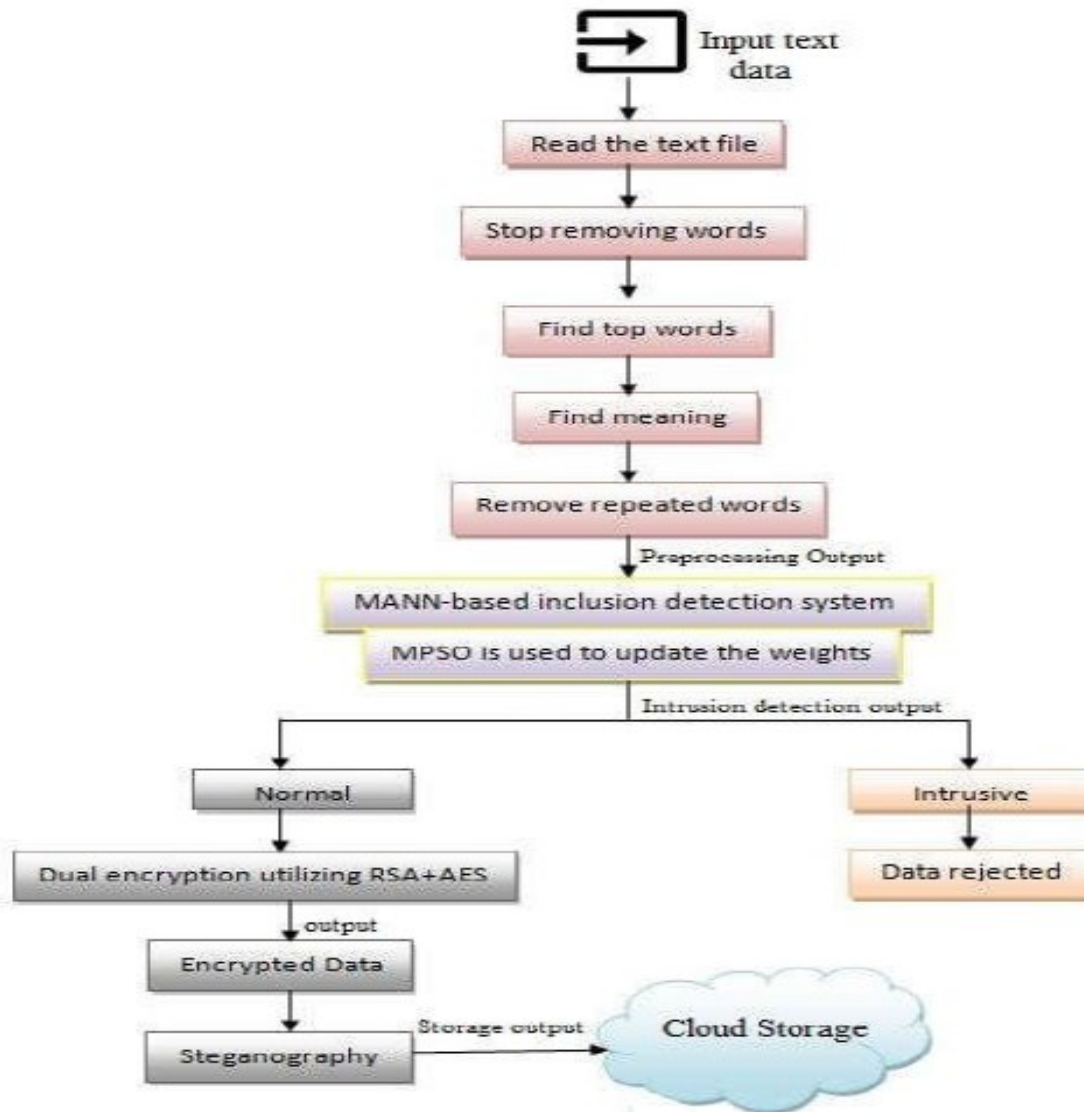 Input text
data
Read the text file
Stop removing words
Find top words
Find meaning
Remove repeated words
Preprocessing Output
MANN-based inclusion detection system
MPSO is used to update the weights
Intrusion detection output
Normal
Intrusive
Dual encryption utilizing RSA+AES
Data rejected
output
Encrypted Data
Storage output
Cloud Storage
Steganography